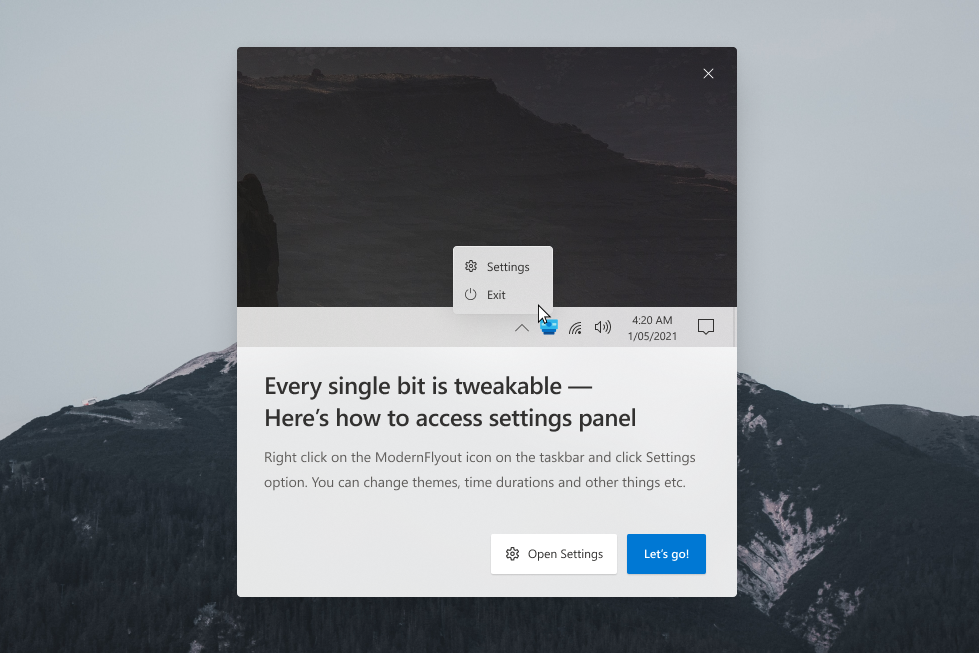 Settings
Exit
4:20 AM
1/05/2021
Every single bit is tweakable —
Here’s how to access settings panel
Right click on the ModernFlyout icon on the taskbar and click Settings
option. You can change themes, time durations and other things etc.
Open Settings
Let’s go!